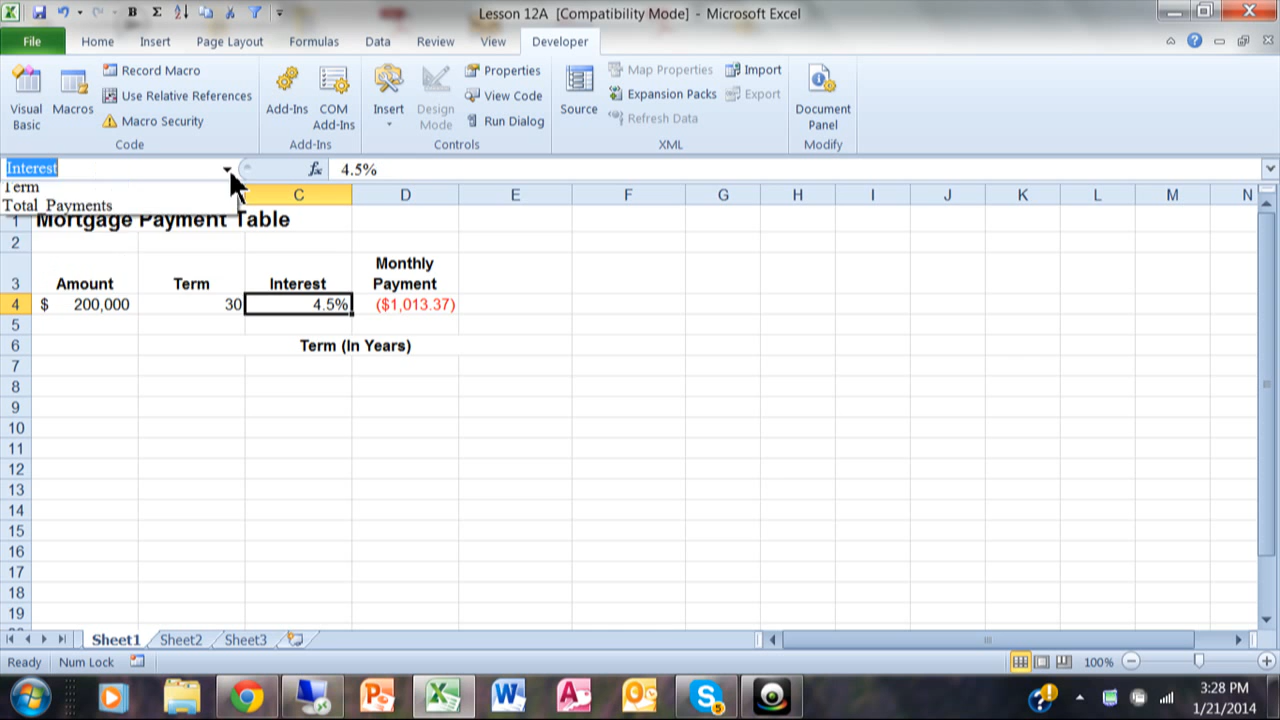 Lesson 12A [Compatibility Mode] - Microsoft Excel
File Home Insert Page Layout Formulas Data Review View Developer
Visual Basic
Macros
Record Macro
Use Relative References
Macro Security
Code
Add-Ins
COM Add-Ins
Add-Ins
Insert
Design Mode
Properties
View Code
Run Dialog
Controls
Source
Map Properties
Expansion Packs
Refresh Data
Import
Export
XML
Document Panel
Modify
Interest fx 4.5%
Term
Total_Payments
C D E F G H I J K L M N
1 Mortgage Payment Table
2
3 Amount Term Interest Monthly Payment
4 $ 200,000 30 4.5% ($1,013.37)
5
6 Term (In Years)
7
8
9
10
11
12
13
14
15
16
17
18
19
Sheet1 Sheet2 Sheet3
Ready Num Lock 100%
3:28 PM
1/21/2014